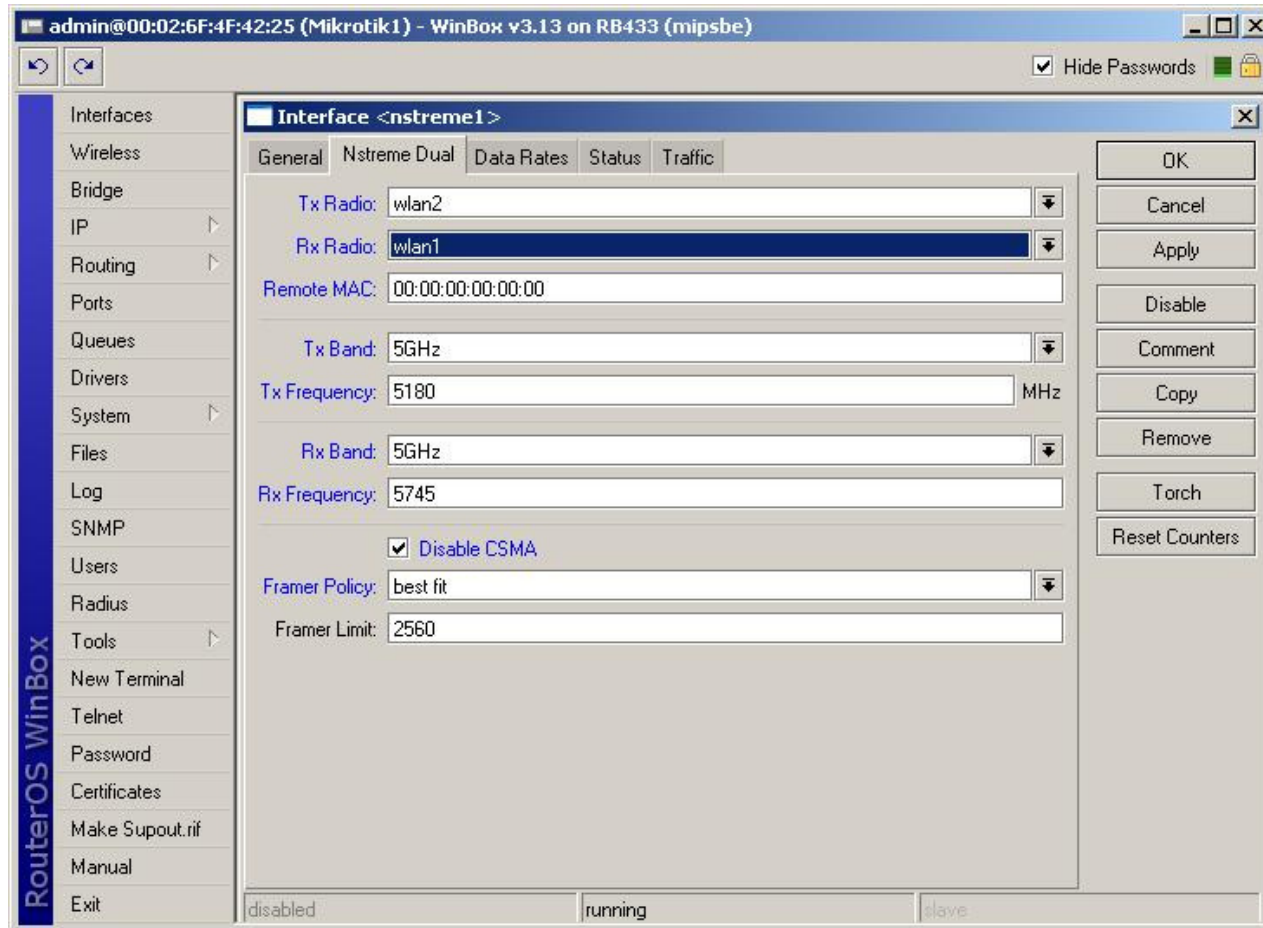 admin@00:02:6F:4F:42:25 (Mikrotik1) - WinBox v3.13 on RB433 (mipsbe)
Hide Passwords
RouterOS WinBox
Interfaces
Wireless
Bridge
IP
Routing
Ports
Queues
Drivers
System
Files
Log
SNMP
Users
Radius
Tools
New Terminal
Telnet
Password
Certificates
Make Supout.rif
Manual
Exit
Interface <nstreme1>
General Nstreme Dual Data Rates Status Traffic
Tx Radio: wlan2
Rx Radio: wlan1
Remote MAC: 00:00:00:00:00:00
Tx Band: 5GHz
Tx Frequency: 5180 MHz
Rx Band: 5GHz
Rx Frequency: 5745
Disable CSMA
Framer Policy: best fit
Framer Limit: 2560
OK
Cancel
Apply
Disable
Comment
Copy
Remove
Torch
Reset Counters
disabled running slave